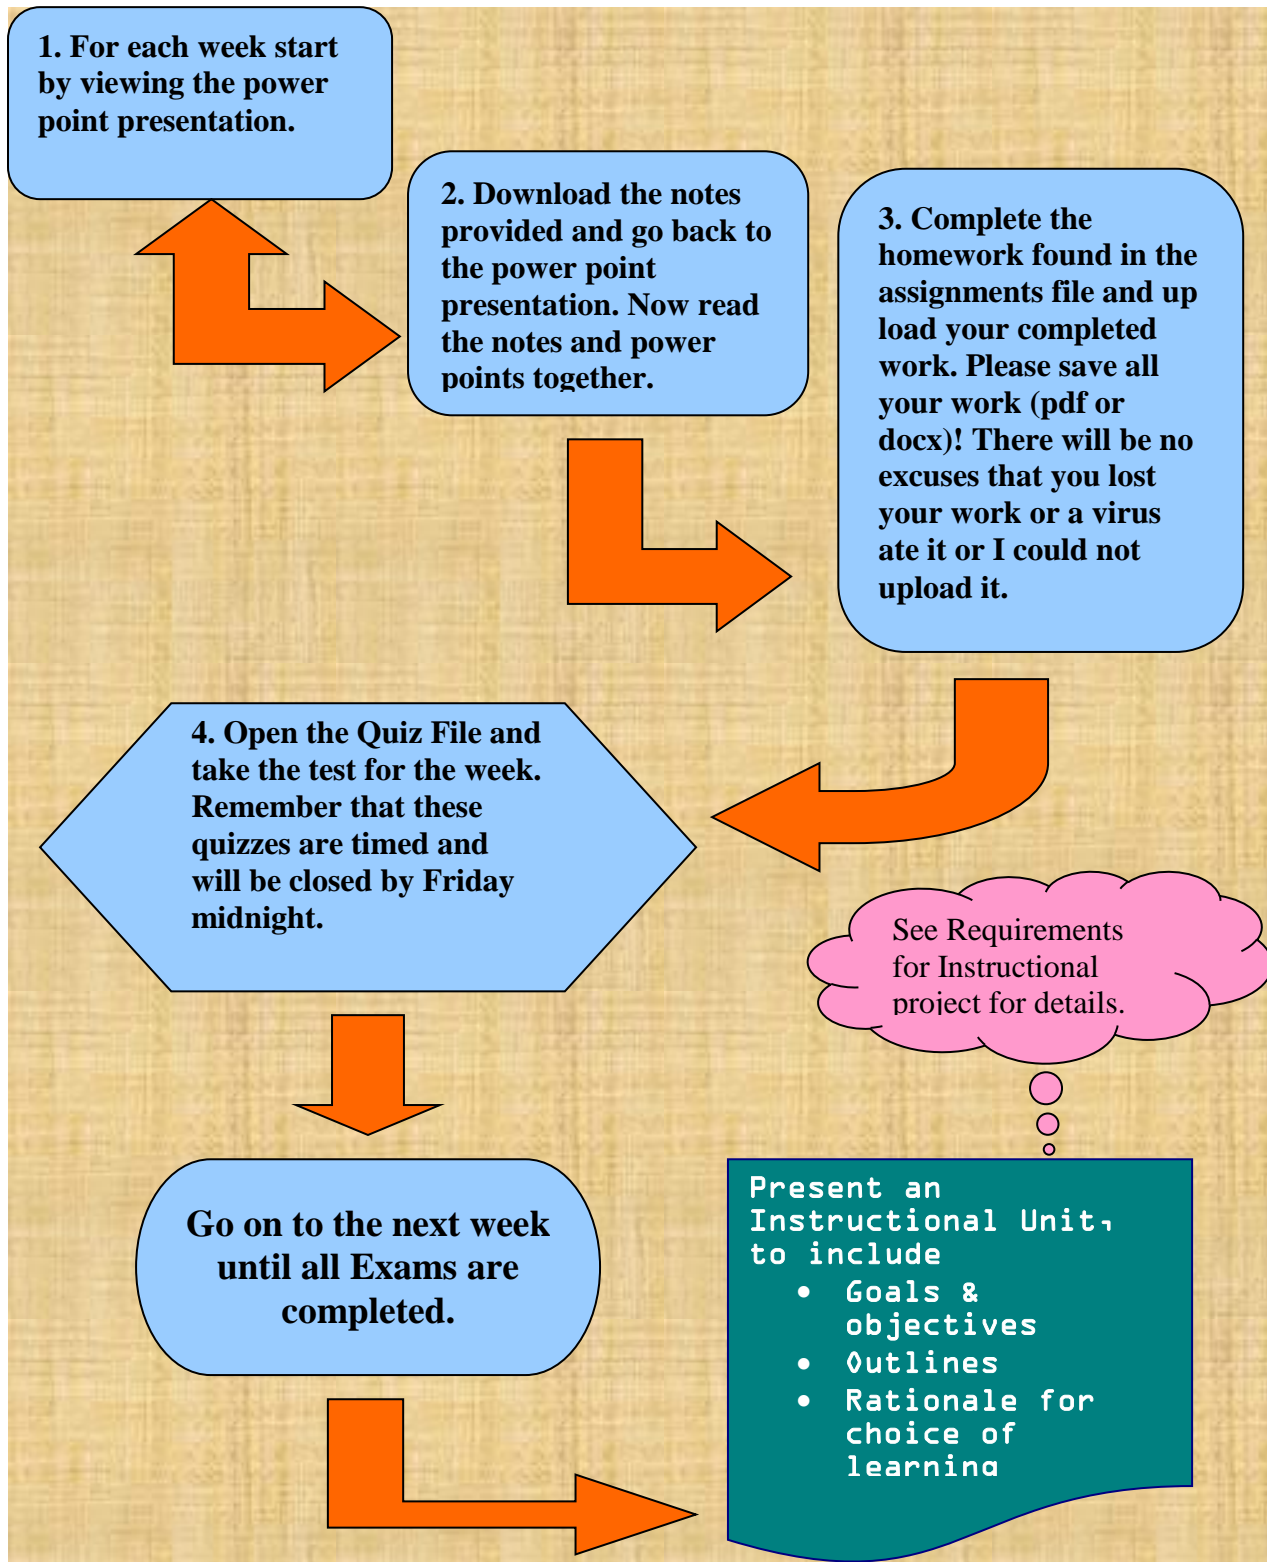 1. For each week start
by viewing the power
point presentation.
2. Download the notes
provided and go back to
the power point
presentation. Now read
the notes and power
points together.
3. Complete the
homework found in the
assignments file and up
load your completed
work. Please save all
your work (pdf or
docx)! There will be no
excuses that you lost
your work or a virus
ate it or I could not
upload it.
4. Open the Quiz File and
take the test for the week.
Remember that these
quizzes are timed and
will be closed by Friday
midnight.
See Requirements
for Instructional
project for details.
Go on to the next week
until all Exams are
completed.
Present an
Instructional Unit,
to include
• Goals &
objectives
• Outlines
• Rationale for
choice of
learning